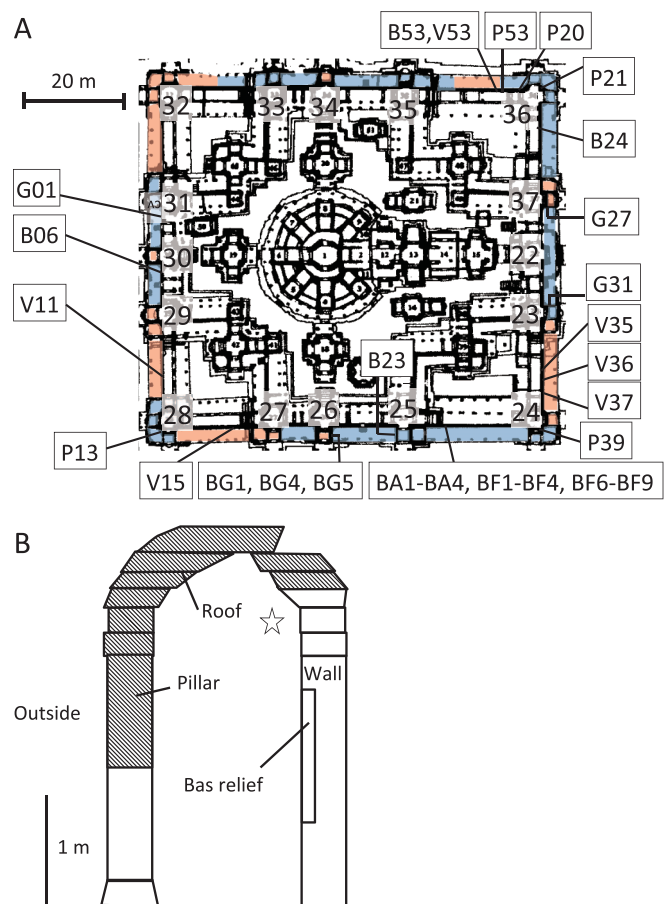 A
B53,V53
P53
P20
20 m
P21
32
33
34
35
36
B24
G01
31
37
G27
B06
30
22
G31
29
23
V11
V35
B23
V36
28
27
26
25
24
V37
P13
P39
V15
BG1, BG4, BG5
BA1-BA4, BF1-BF4, BF6-BF9
B
Roof
☆
Wall
Pillar
Outside
Bas relief
1 m